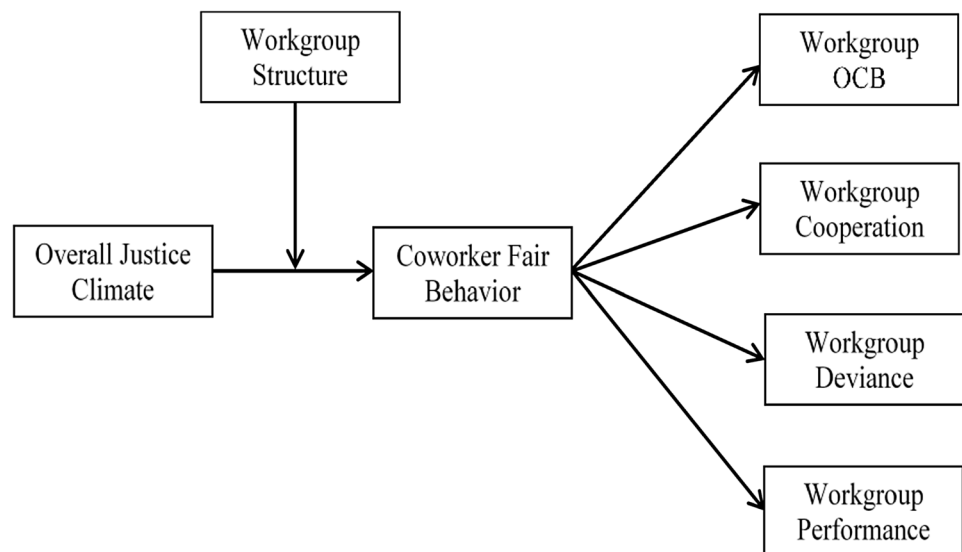 Workgroup
Structure
Workgroup
OCB
Workgroup
Cooperation
Overall Justice
Climate
Coworker Fair
Behavior
Workgroup
Deviance
Workgroup
Performance